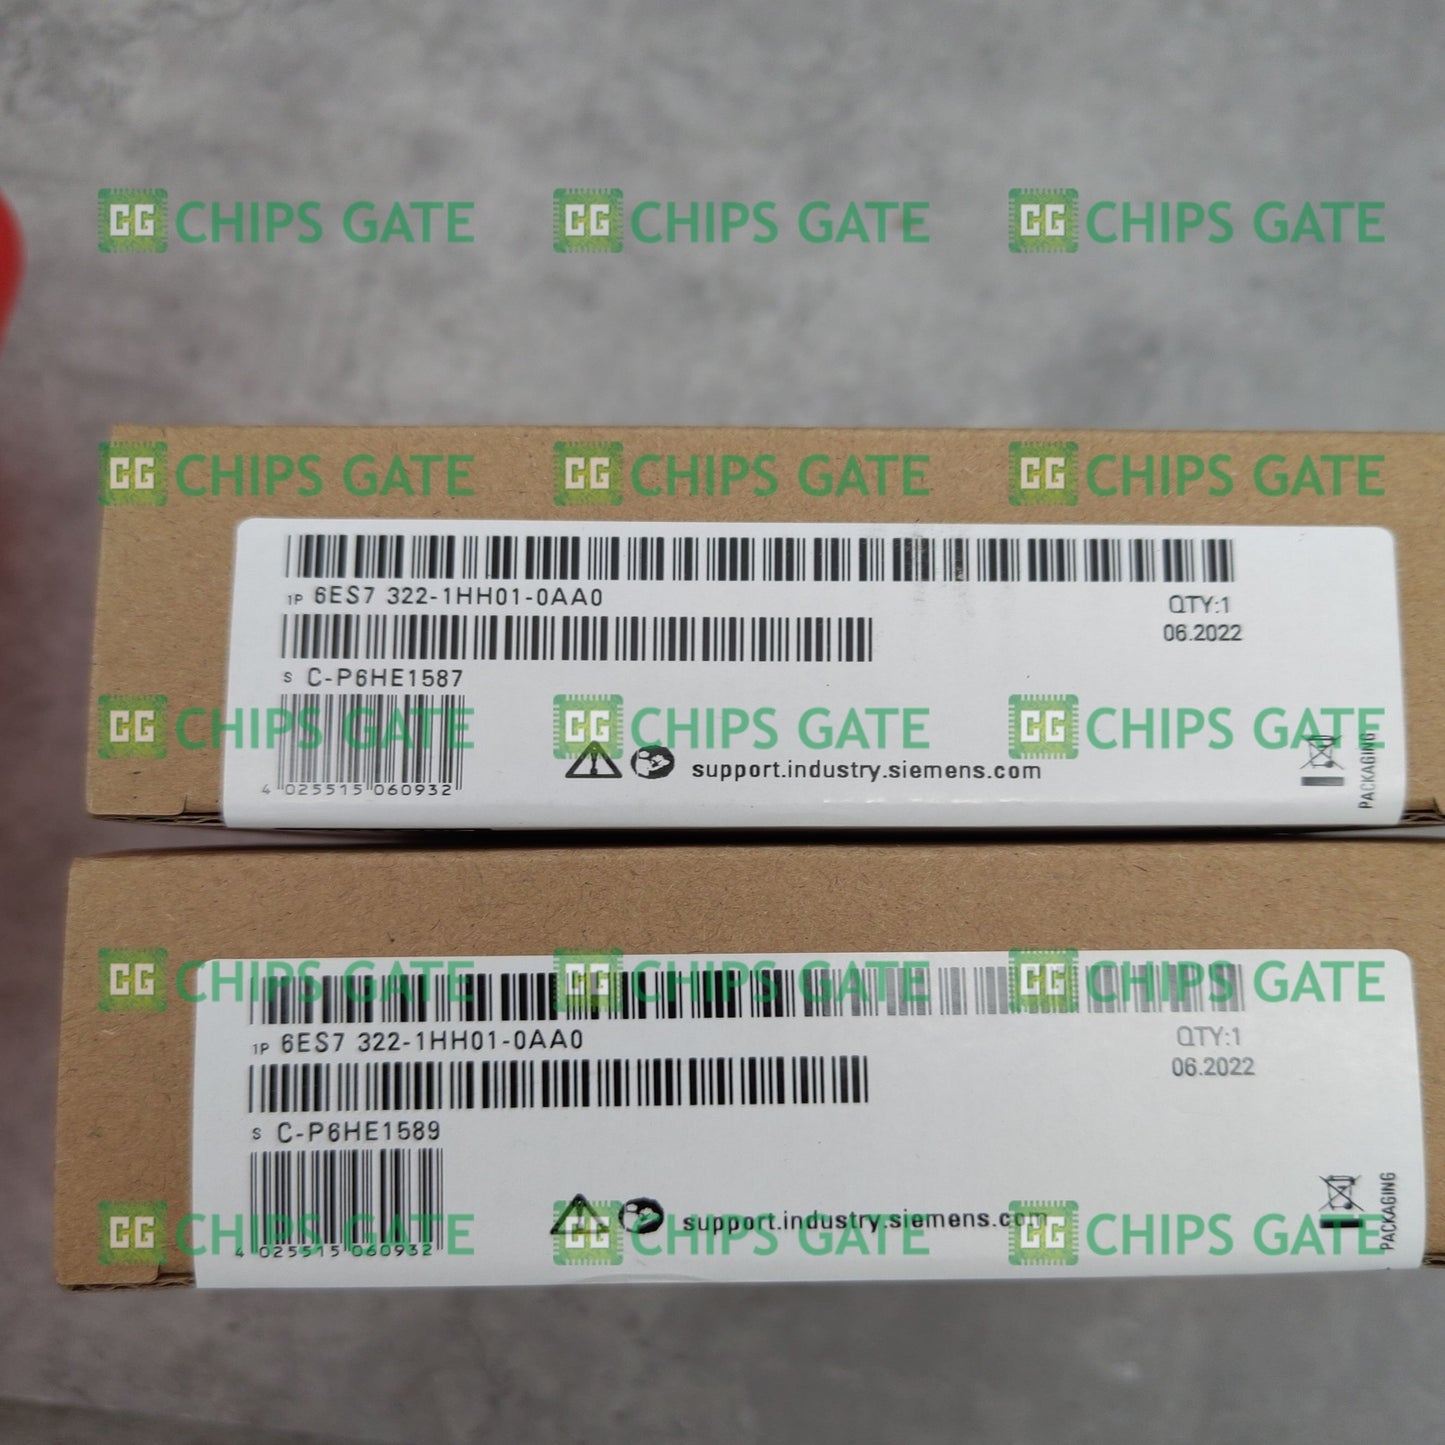 CG CHIPS GATE CG CHIPS GATE CG CHIPS GATE
CG CHIPS GATE CG CHIPS GATE CG CHIPS GATE
1P 6ES7 322-1HH01-0AA0
QTY:1
06.2022
S C-P6HE1587
CG CHIPS GATE CG CHIPS GATE CG CHIPS GATE
support.industry.siemens.com
PACKAGING
4 025515 060932
CG CHIPS GATE CG CHIPS GATE CG CHIPS GATE
1P 6ES7 322-1HH01-0AA0
QTY:1
06.2022
S C-P6HE1589
CG CHIPS GATE CG CHIPS GATE CG CHIPS GATE
support.industry.siemens.com
PACKAGING
4 025515 060932